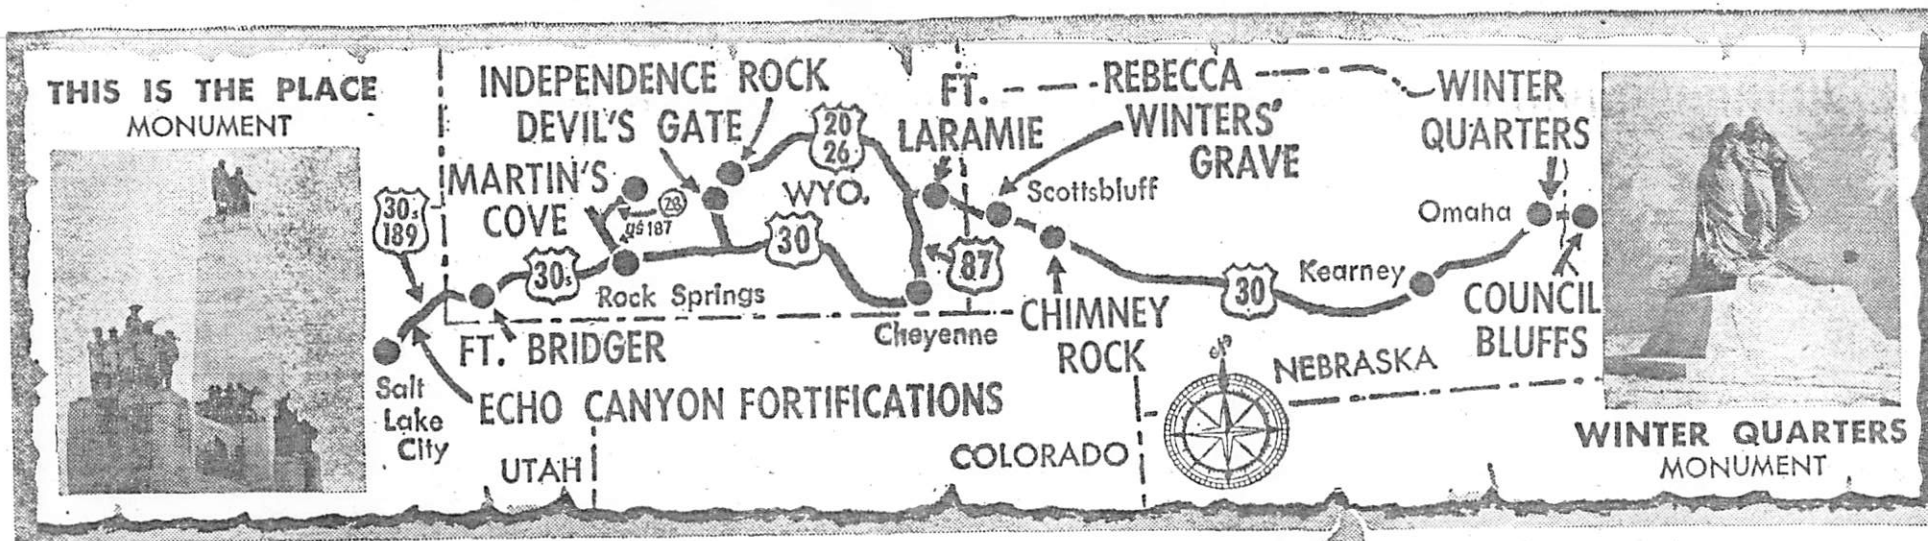 THIS IS THE PLACE
MONUMENT
INDEPENDENCE ROCK
DEVIL'S GATE
MARTIN'S
COVE
30s
189
28
US 187
20
26
WYO.
FT.
LARAMIE
REBECCA
WINTERS'
GRAVE
Scottsbluff
WINTER
QUARTERS
Omaha
30s
Rock Springs
30
87
Cheyenne
CHIMNEY
ROCK
30
Kearney
COUNCIL
BLUFFS
NEBRASKA
FT. BRIDGER
Salt
Lake
City
ECHO CANYON FORTIFICATIONS
UTAH
COLORADO
WINTER QUARTERS
MONUMENT